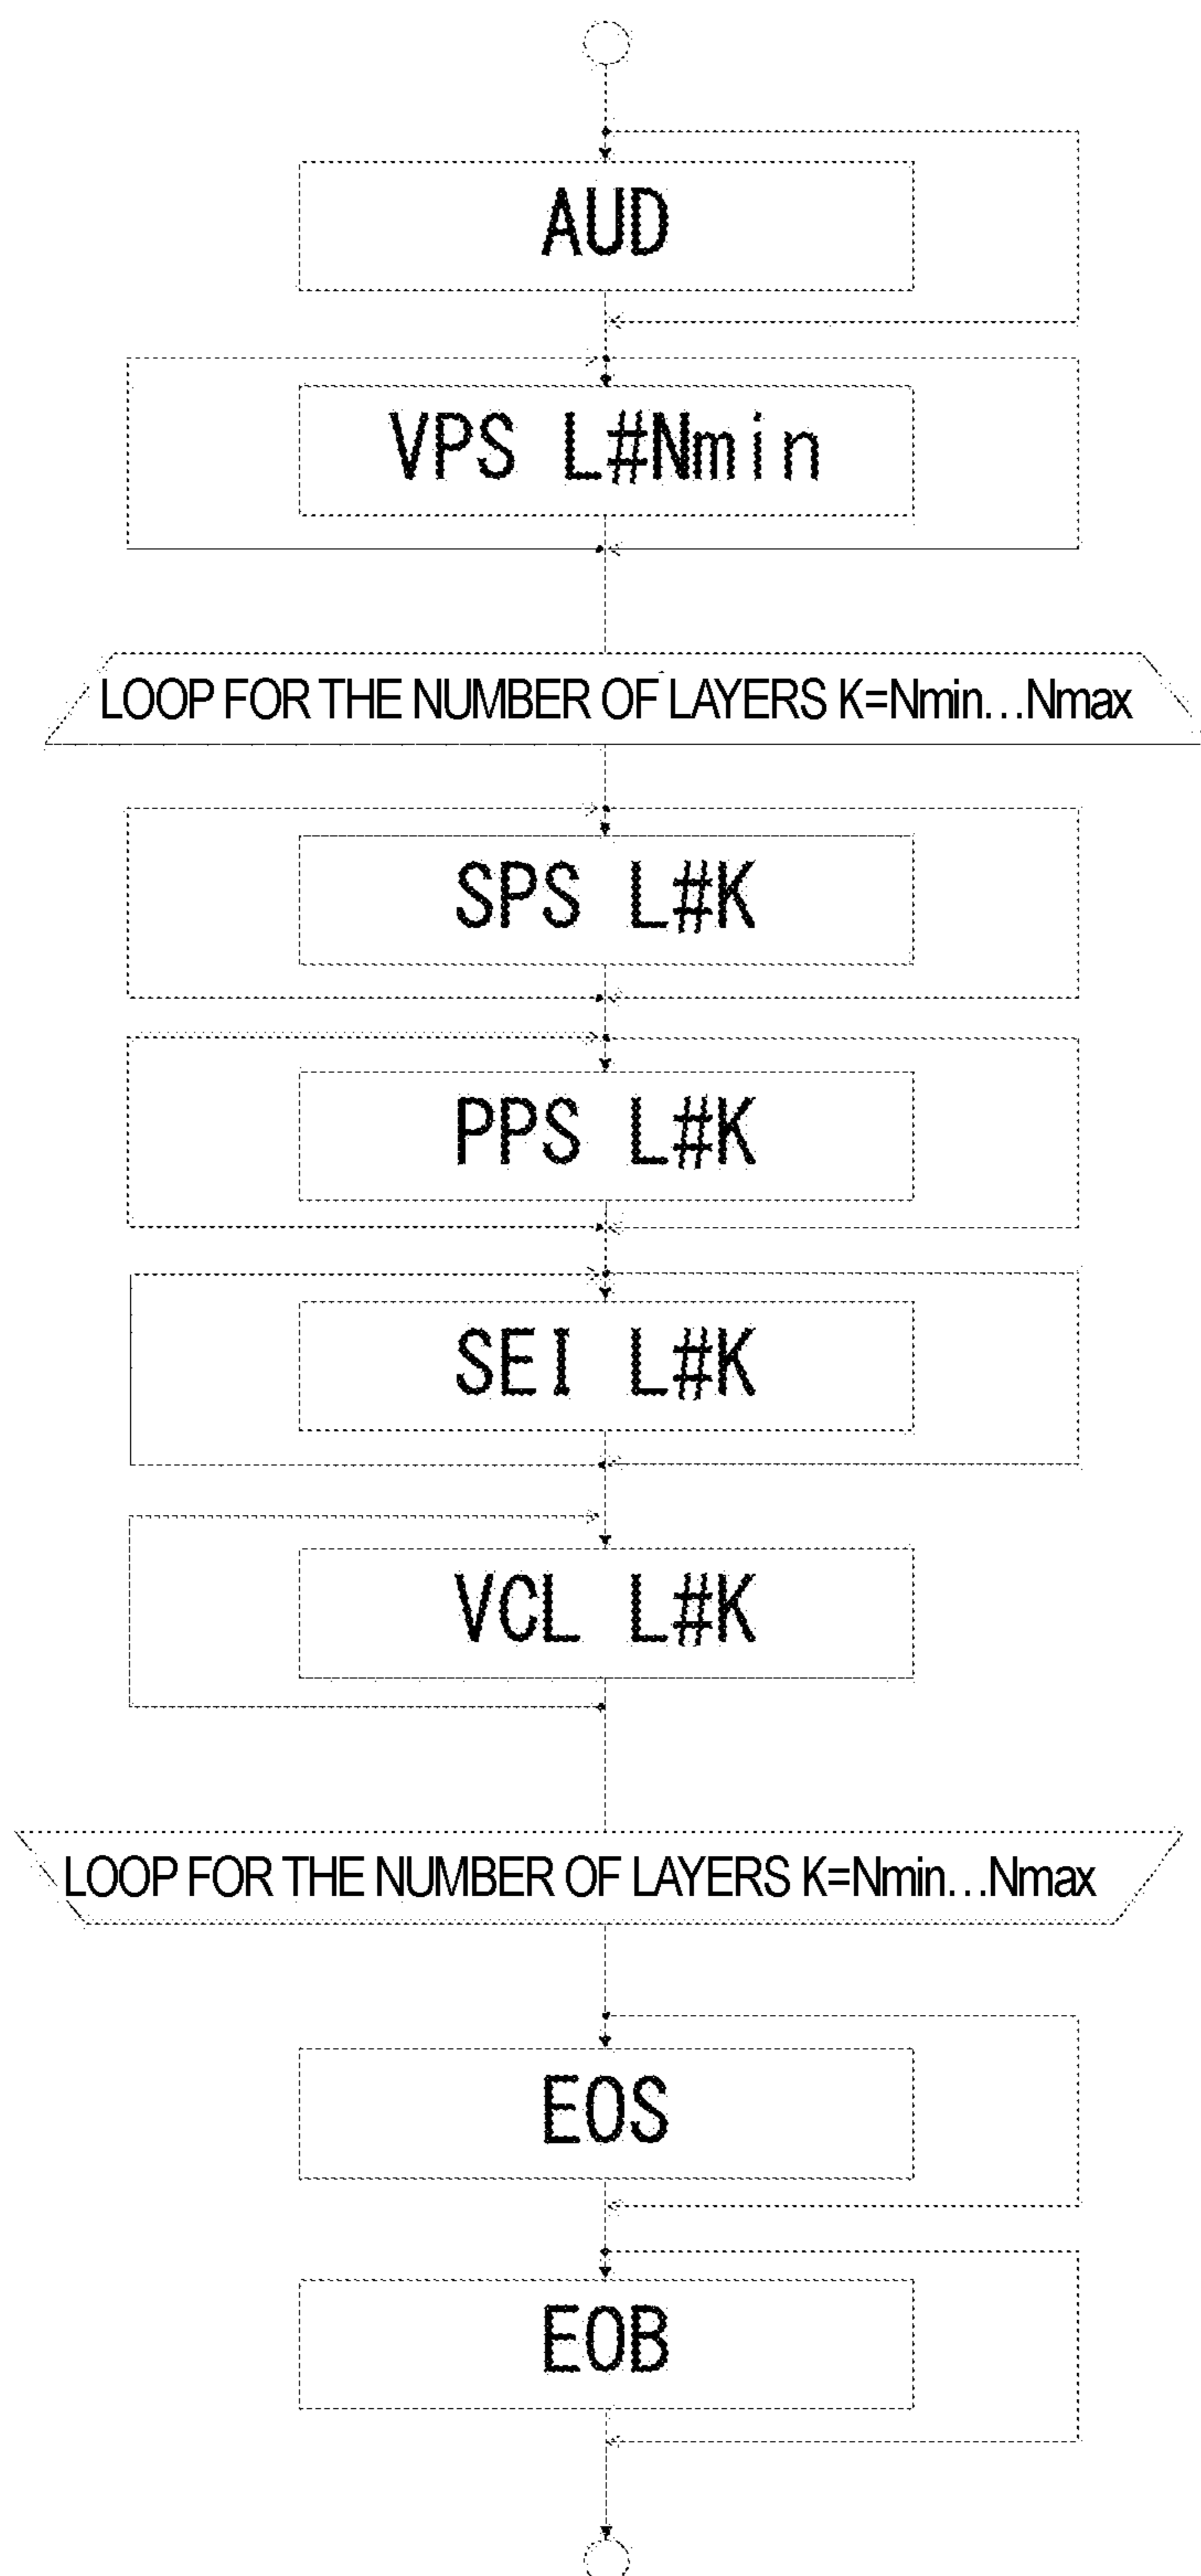 AUD
VPS L#Nmin
LOOP FOR THE NUMBER OF LAYERS K=Nmin...Nmax
SPS L#K
PPS L#K
SEI L#K
VCL L#K
LOOP FOR THE NUMBER OF LAYERS K=Nmin...Nmax
EOS
EOB